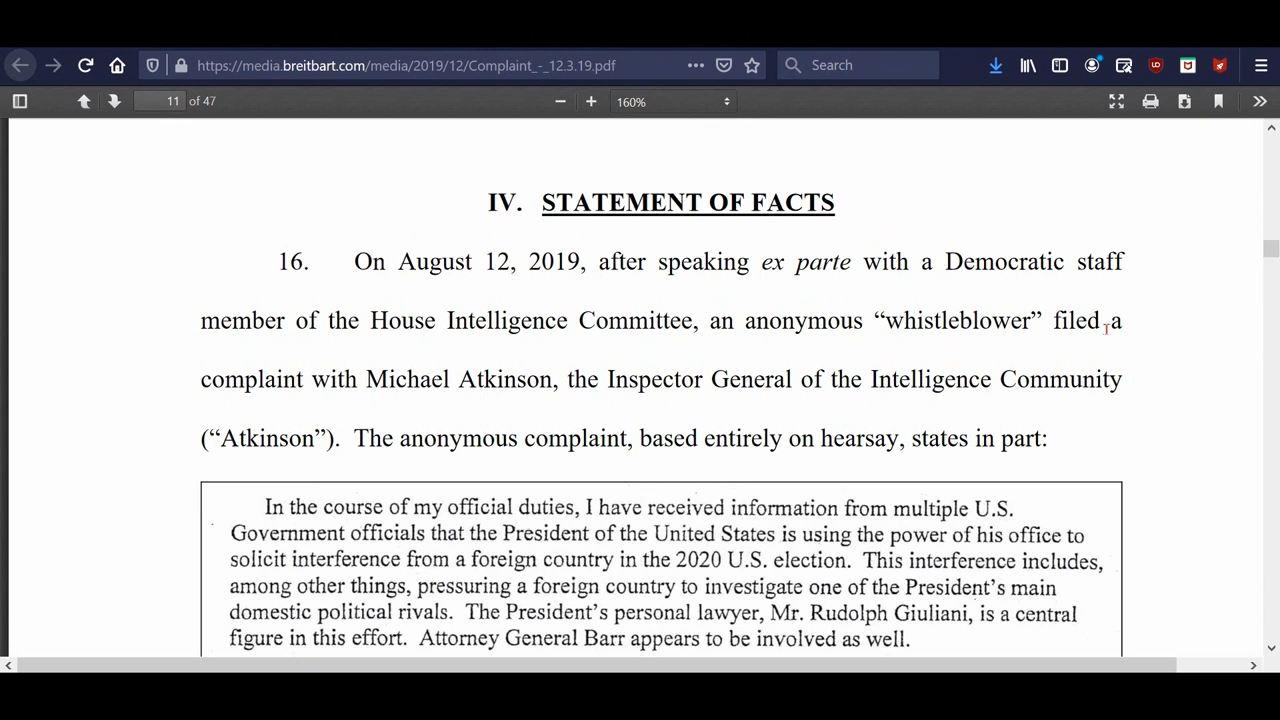 https://media.breitbart.com/media/2019/12/Complaint_-_12.3.19.pdf
Search
11 of 47
160%
IV. STATEMENT OF FACTS
16. On August 12, 2019, after speaking ex parte with a Democratic staff
member of the House Intelligence Committee, an anonymous “whistleblower” filed a
complaint with Michael Atkinson, the Inspector General of the Intelligence Community
(“Atkinson”). The anonymous complaint, based entirely on hearsay, states in part:
In the course of my official duties, I have received information from multiple U.S.
Government officials that the President of the United States is using the power of his office to
solicit interference from a foreign country in the 2020 U.S. election. This interference includes,
among other things, pressuring a foreign country to investigate one of the President's main
domestic political rivals. The President's personal lawyer, Mr. Rudolph Giuliani, is a central
figure in this effort. Attorney General Barr appears to be involved as well.